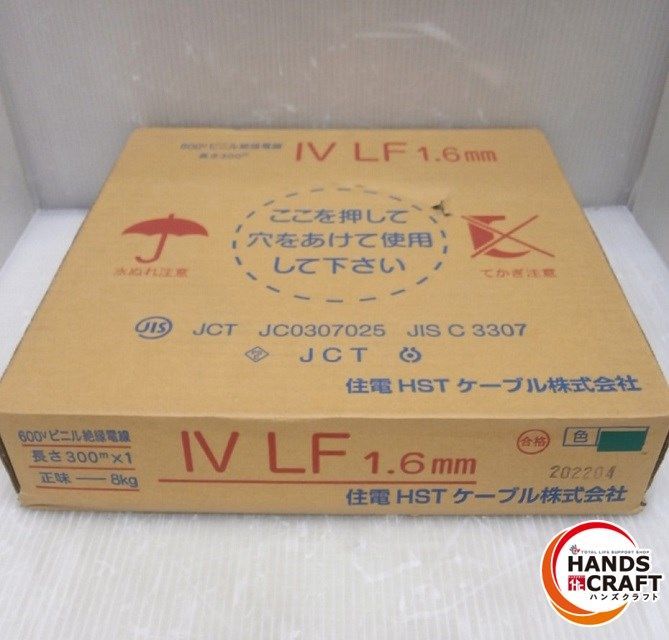 600V ビニル絶縁電線
長さ300m
IV LF 1.6mm
ここを押して
穴をあけて使用
して下さい
水ぬれ注意
てかぎ注意
JIS JCT JC0307025 JIS C 3307
JCT
住電HSTケーブル株式会社
600V ビニル絶縁電線
長さ300m×1
正味 — 8kg
IV LF 1.6mm
合格
色
202204
住電HSTケーブル株式会社
TOTAL LIFE SUPPORT SHOP
HANDS
CRAFT
ハンズクラフト